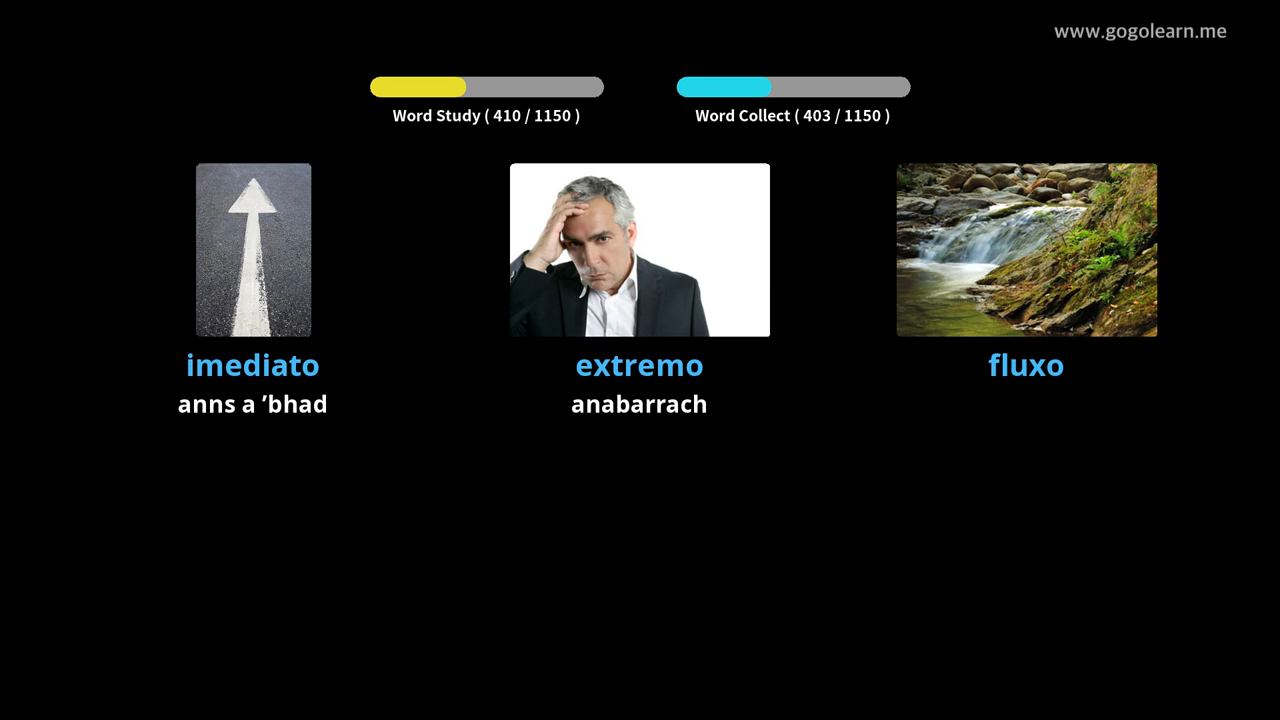 www.gogolearn.me
Word Study ( 410 / 1150 )
Word Collect ( 403 / 1150 )
imediato
extremo
fluxo
anns a ’bhad
anabarrach